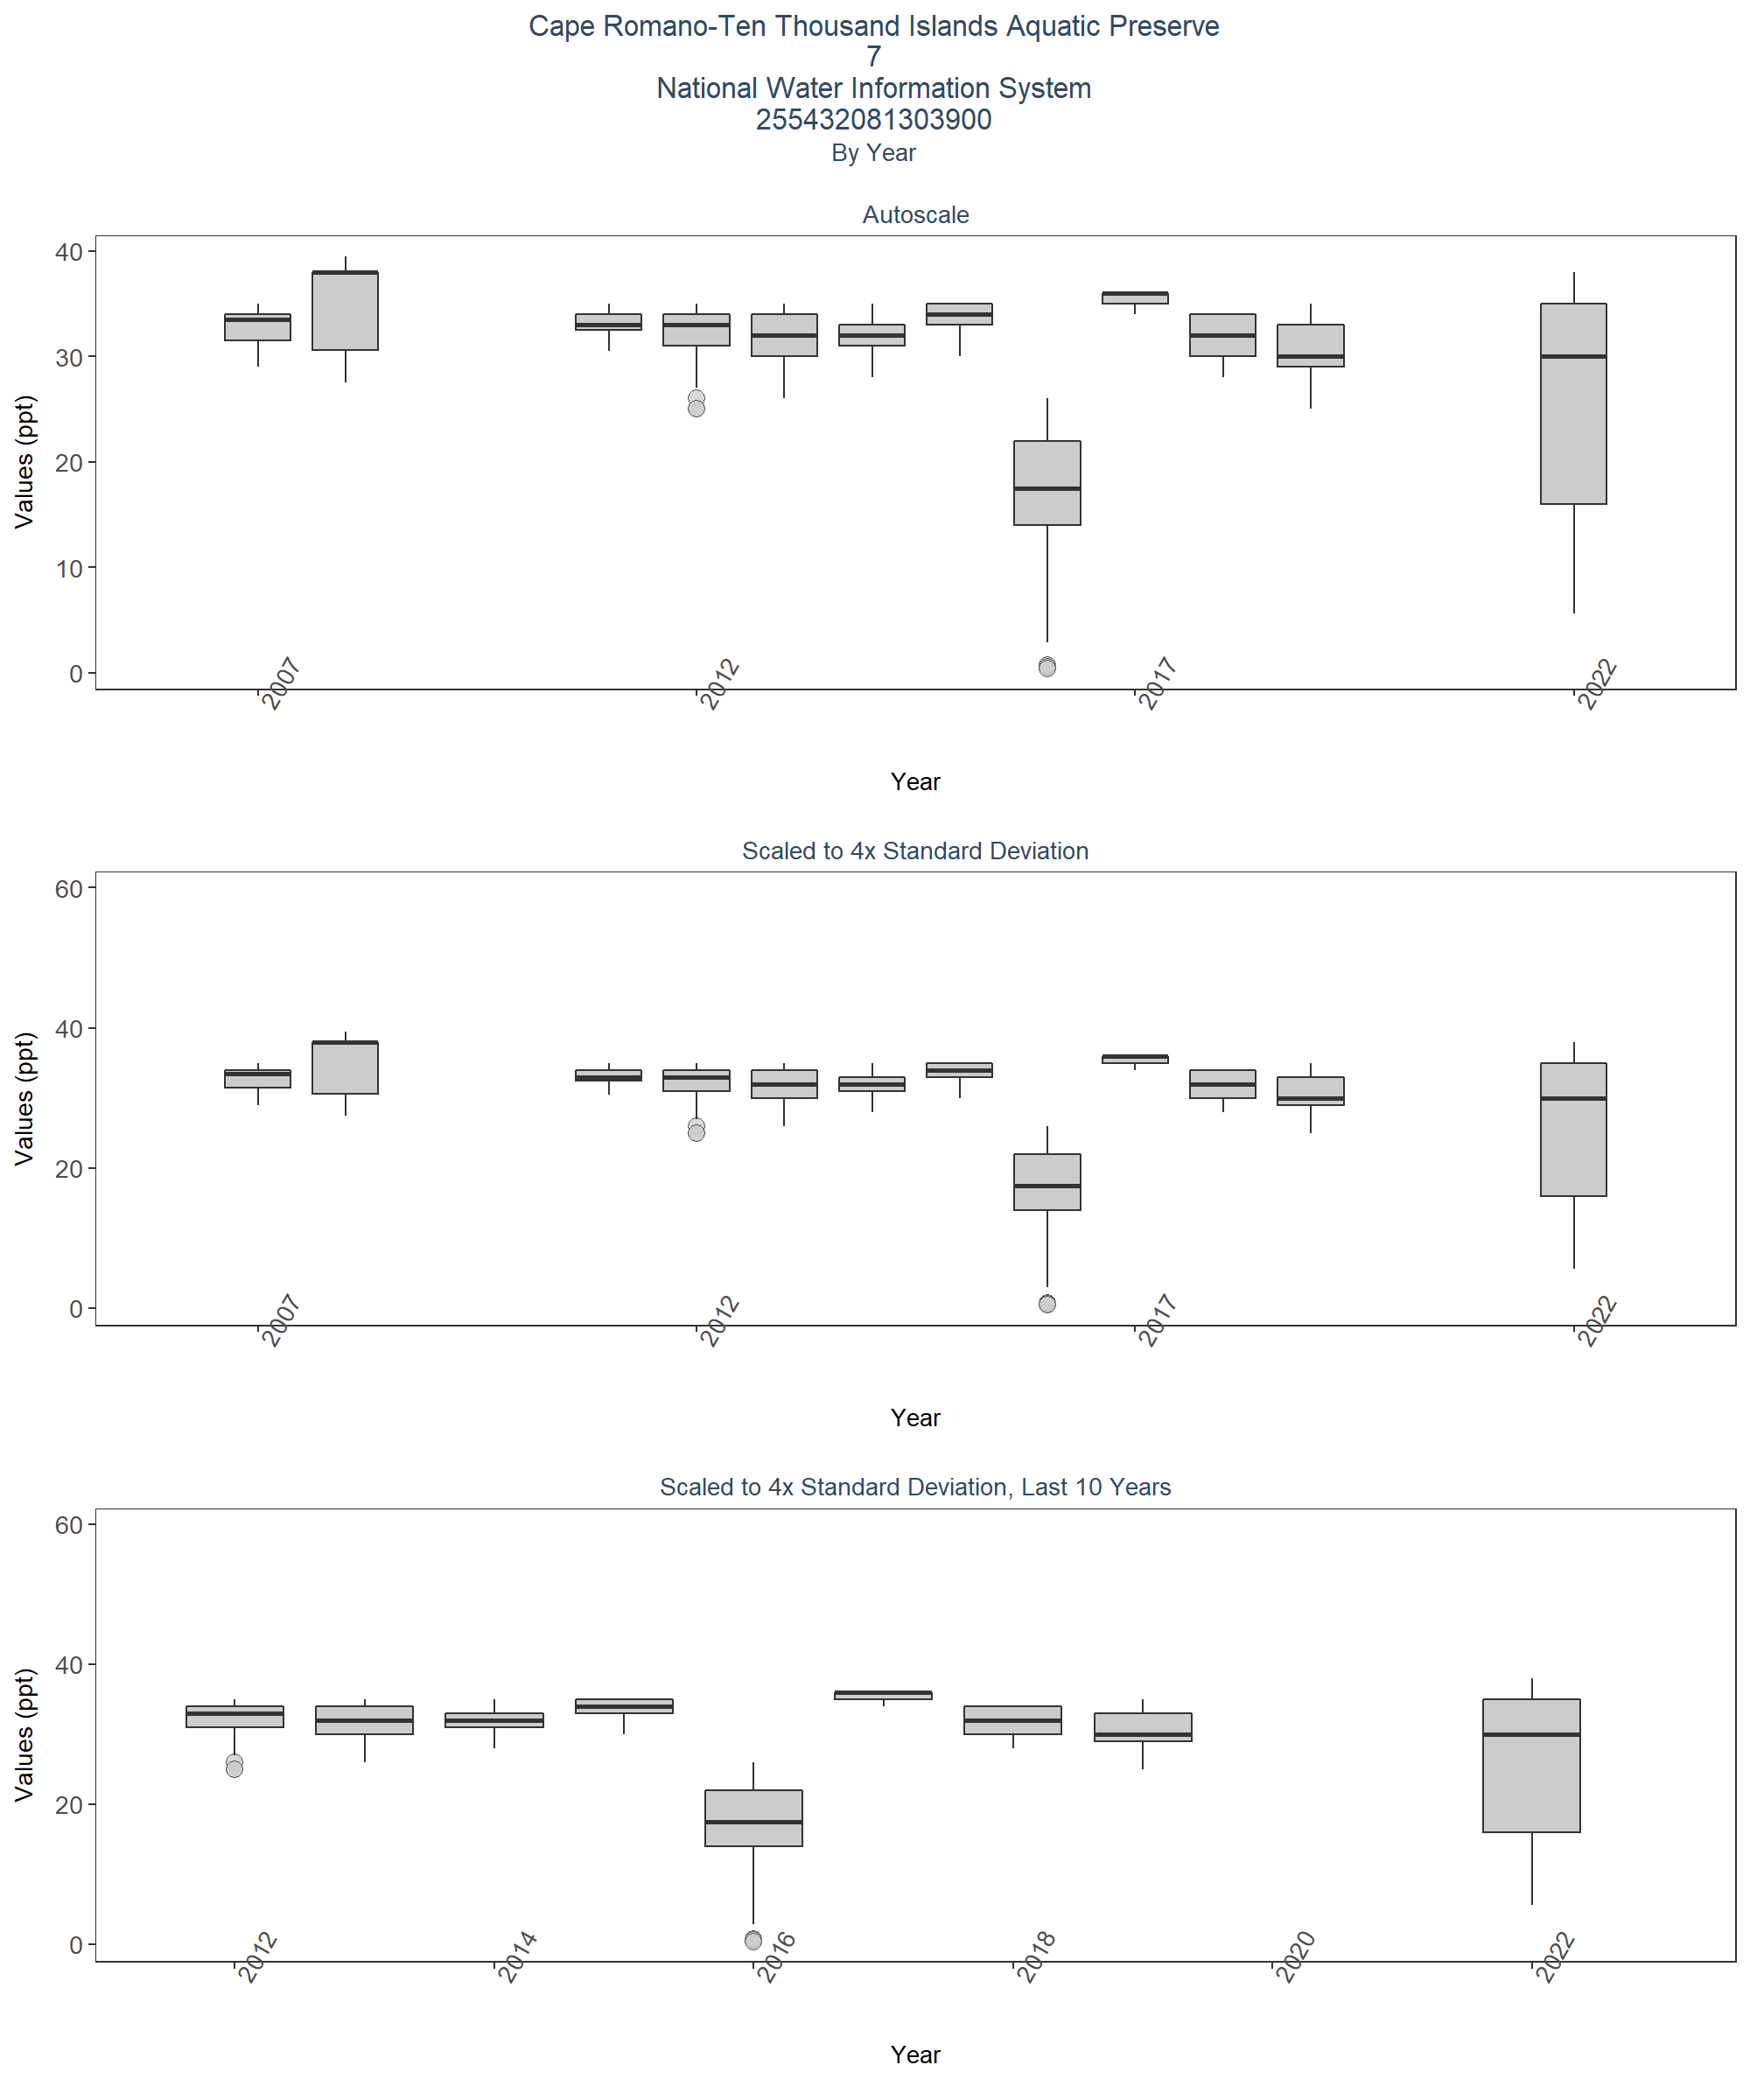 Cape Romano-Ten Thousand Islands Aquatic Preserve
7
National Water Information System
255432081303900
By Year
Autoscale
Values (ppt)
40
30
20
10
0
2007 2012 2017 2022
Year
Scaled to 4x Standard Deviation
Values (ppt)
60
40
20
0
2007 2012 2017 2022
Year
Scaled to 4x Standard Deviation, Last 10 Years
Values (ppt)
60
40
20
0
2012 2014 2016 2018 2020 2022
Year